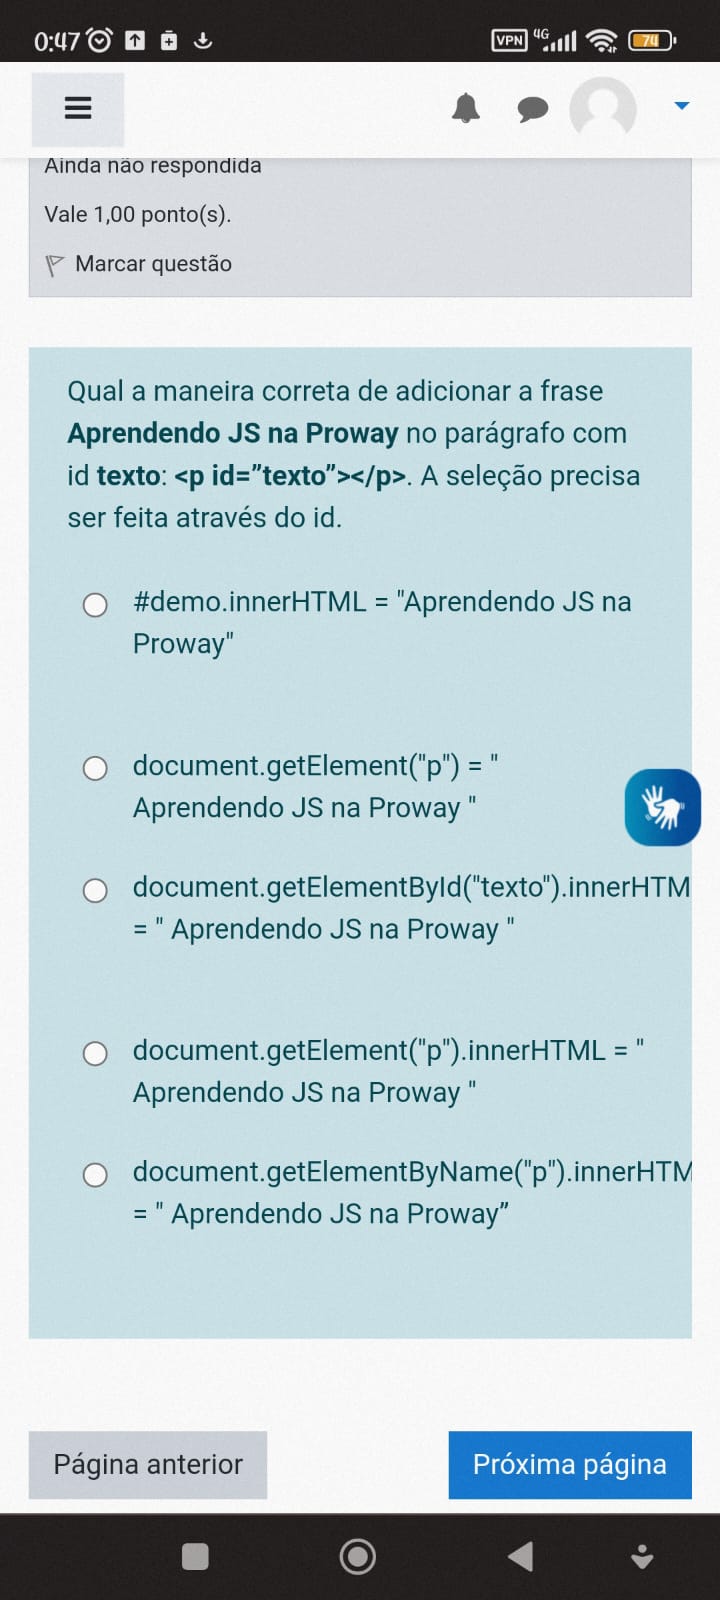 0:47
VPN 4G 74
Ainda não respondida
Vale 1,00 ponto(s).
Marcar questão
Qual a maneira correta de adicionar a frase
Aprendendo JS na Proway no parágrafo com
id texto: <p id=”texto”></p>. A seleção precisa
ser feita através do id.
#demo.innerHTML = "Aprendendo JS na
Proway"
document.getElement("p") = "
Aprendendo JS na Proway "
document.getElementById("texto").innerHTM
= " Aprendendo JS na Proway "
document.getElement("p").innerHTML = "
Aprendendo JS na Proway "
document.getElementByName("p").innerHTM
= " Aprendendo JS na Proway”
Página anterior
Próxima página